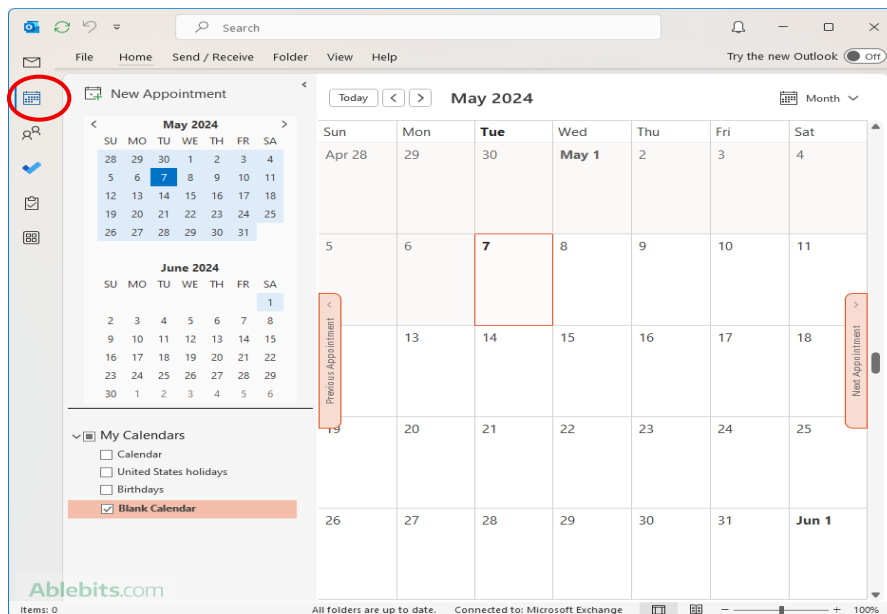 Search
File Home Send / Receive Folder View Help Try the new Outlook Off
New Appointment
May 2024
SU MO TU WE TH FR SA
28 29 30 1 2 3 4
5 6 7 8 9 10 11
12 13 14 15 16 17 18
19 20 21 22 23 24 25
26 27 28 29 30 31
June 2024
SU MO TU WE TH FR SA
1
2 3 4 5 6 7 8
9 10 11 12 13 14 15
16 17 18 19 20 21 22
23 24 25 26 27 28 29
30 1 2 3 4 5 6
My Calendars
Calendar
United States holidays
Birthdays
Blank Calendar
Today May 2024 Month
Sun Mon Tue Wed Thu Fri Sat
Apr 28 29 30 May 1 2 3 4
5 6 7 8 9 10 11
13 14 15 16 17 18
19 20 21 22 23 24 25
26 27 28 29 30 31 Jun 1
Previous Appointment
Next Appointment
Ablebits.com
Items: 0 All folders are up to date. Connected to: Microsoft Exchange 100%